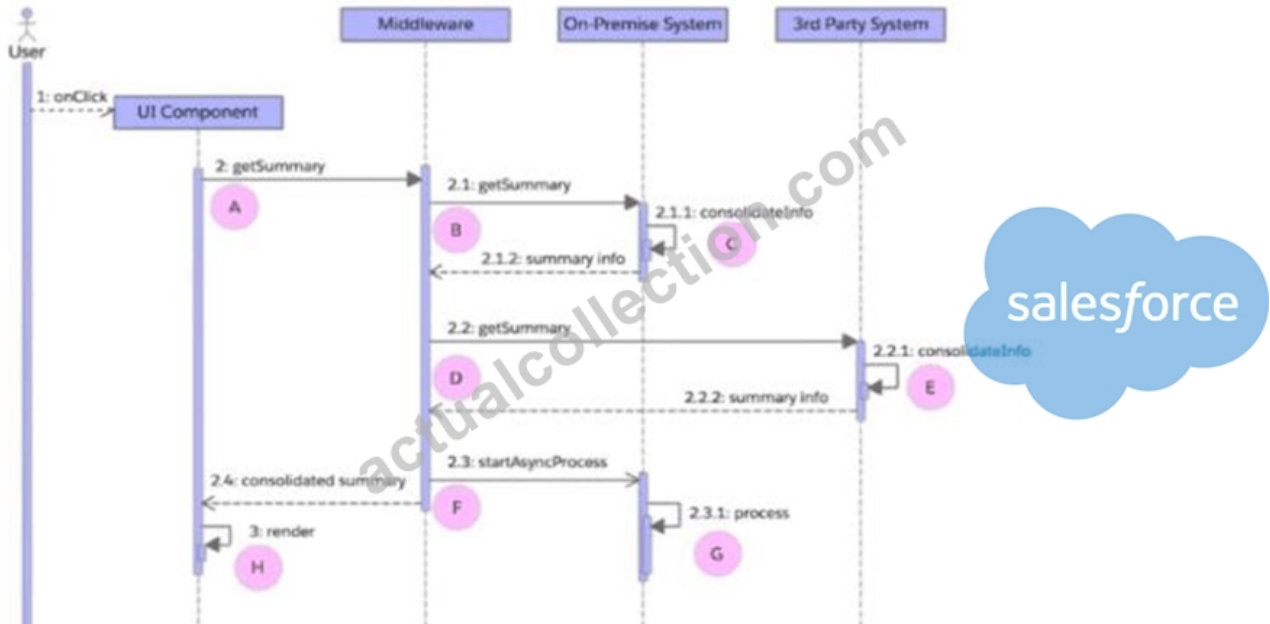 Middleware
On-Premise System
3rd Party System
User
1: onClick
UI Component
2: getSummary
A
2.1: getSummary
B
2.1.1: consolidateInfo
C
2.1.2: summary info
2.2: getSummary
D
2.2.1: consolidateInfo
E
2.2.2: summary info
2.3: startAsyncProcess
F
2.4: consolidated summary
2.3.1: process
G
3: render
H
salesforce
actualcollection.com